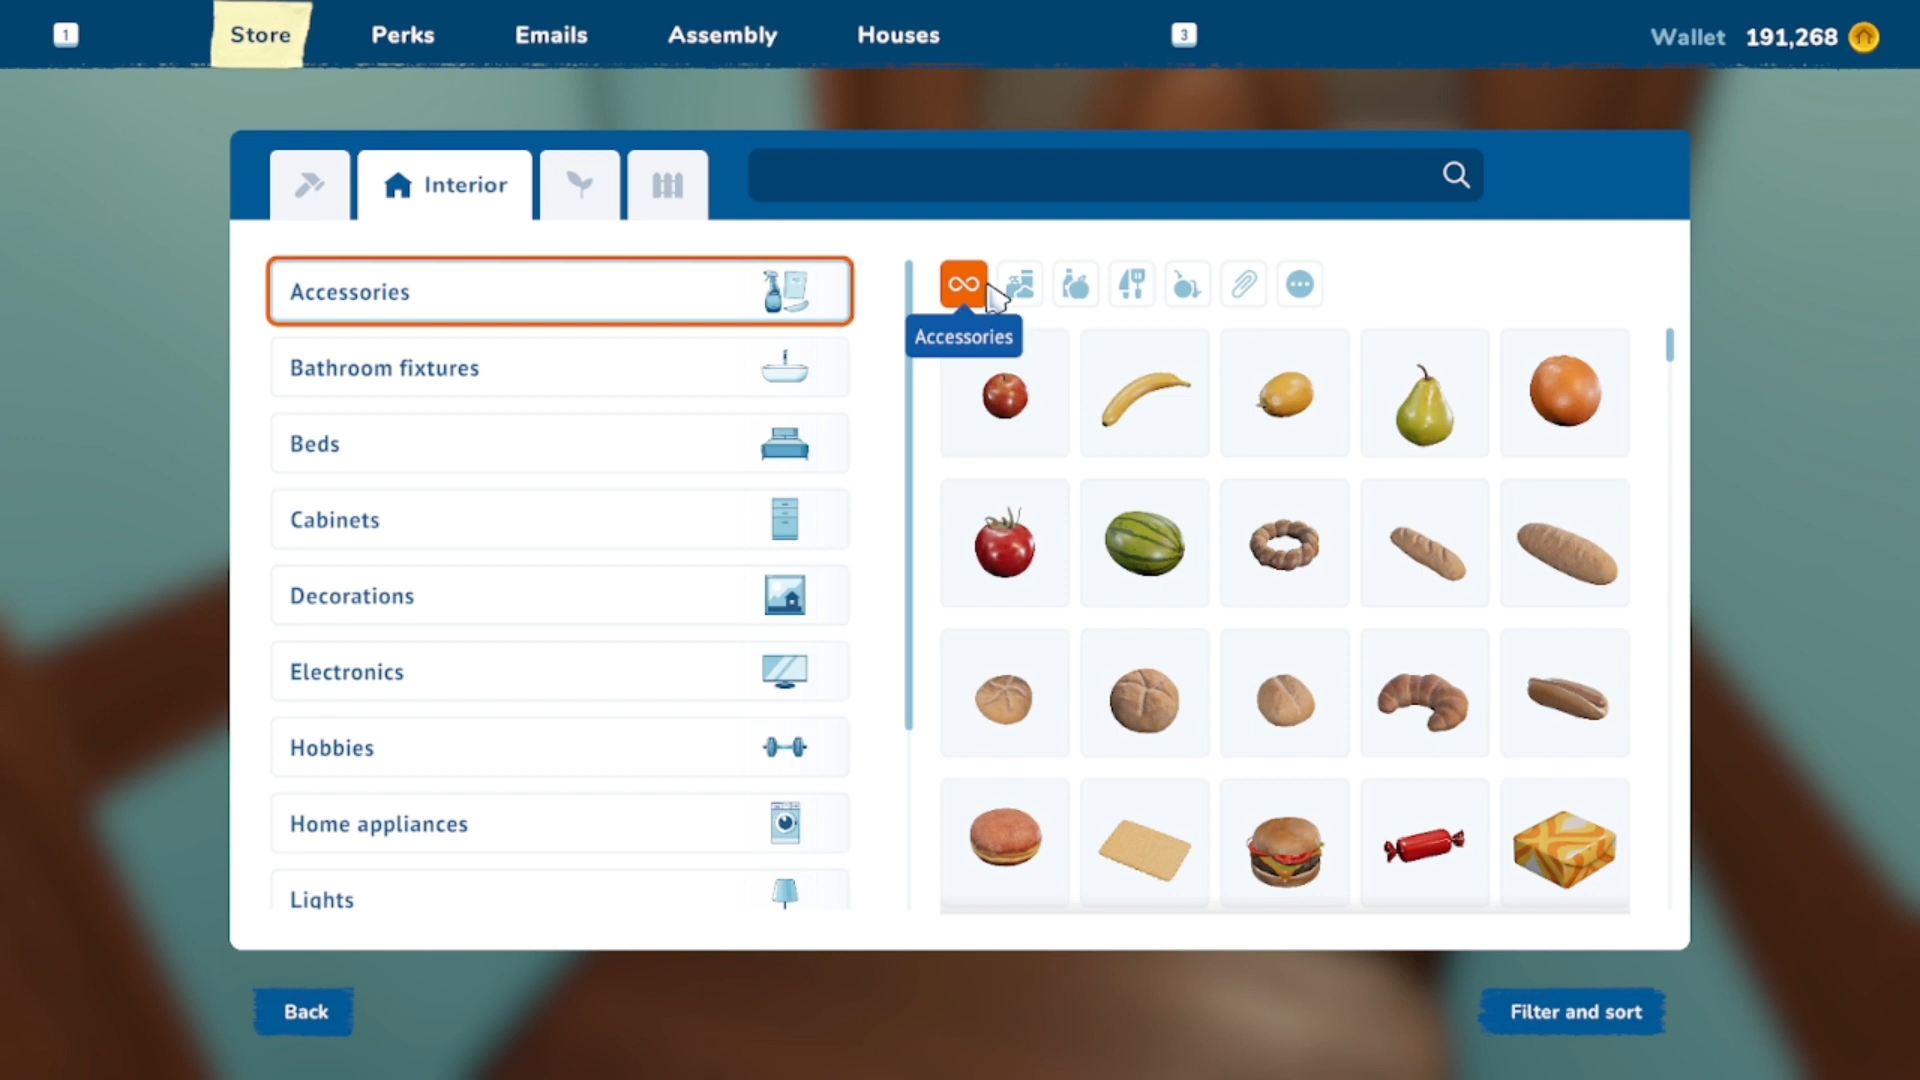 1
Store
Perks
Emails
Assembly
Houses
3
Wallet 191,268
Interior
Accessories
Bathroom fixtures
Beds
Cabinets
Decorations
Electronics
Hobbies
Home appliances
Lights
Accessories
Back
Filter and sort